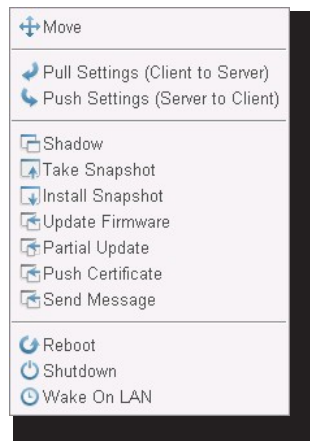 Move
Pull Settings (Client to Server)
Push Settings (Server to Client)
Shadow
Take Snapshot
Install Snapshot
Update Firmware
Partial Update
Push Certificate
Send Message
Reboot
Shutdown
Wake On LAN